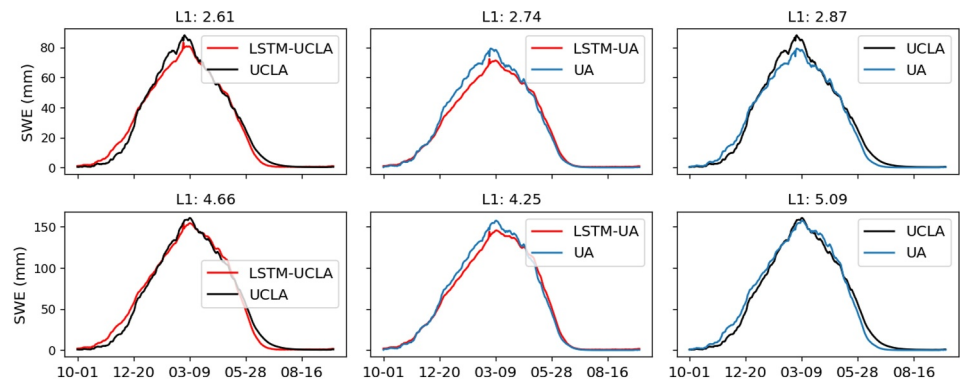 L1: 2.61
L1: 2.74
L1: 2.87
SWE (mm)
80
60
40
20
0
LSTM-UCLA
UCLA
LSTM-UA
UA
UCLA
UA
L1: 4.66
L1: 4.25
L1: 5.09
SWE (mm)
150
100
50
0
LSTM-UCLA
UCLA
LSTM-UA
UA
UCLA
UA
10-01 12-20 03-09 05-28 08-16
10-01 12-20 03-09 05-28 08-16
10-01 12-20 03-09 05-28 08-16